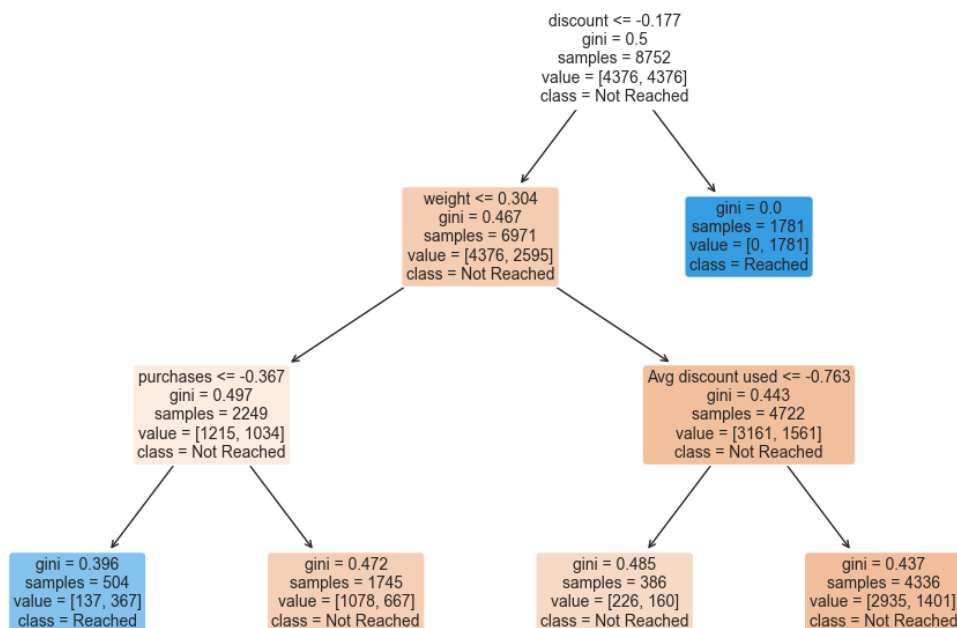 discount <= -0.177
gini = 0.5
samples = 8752
value = [4376, 4376]
class = Not Reached
weight <= 0.304
gini = 0.467
samples = 6971
value = [4376, 2595]
class = Not Reached
gini = 0.0
samples = 1781
value = [0, 1781]
class = Reached
purchases <= -0.367
gini = 0.497
samples = 2249
value = [1215, 1034]
class = Not Reached
Avg discount used <= -0.763
gini = 0.443
samples = 4722
value = [3161, 1561]
class = Not Reached
gini = 0.396
samples = 504
value = [137, 367]
class = Reached
gini = 0.472
samples = 1745
value = [1078, 667]
class = Not Reached
gini = 0.485
samples = 386
value = [226, 160]
class = Not Reached
gini = 0.437
samples = 4336
value = [2935, 1401]
class = Not Reached